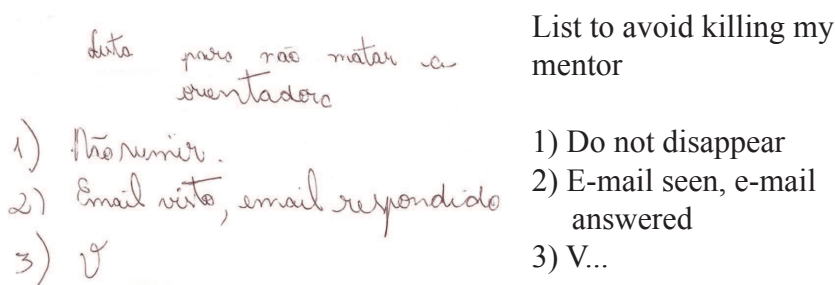 Lista para não matar a
orientadora
1) Não sumir.
2) Email visto, email respondido
3) V
List to avoid killing my
mentor
1) Do not disappear
2) E-mail seen, e-mail
answered
3) V...